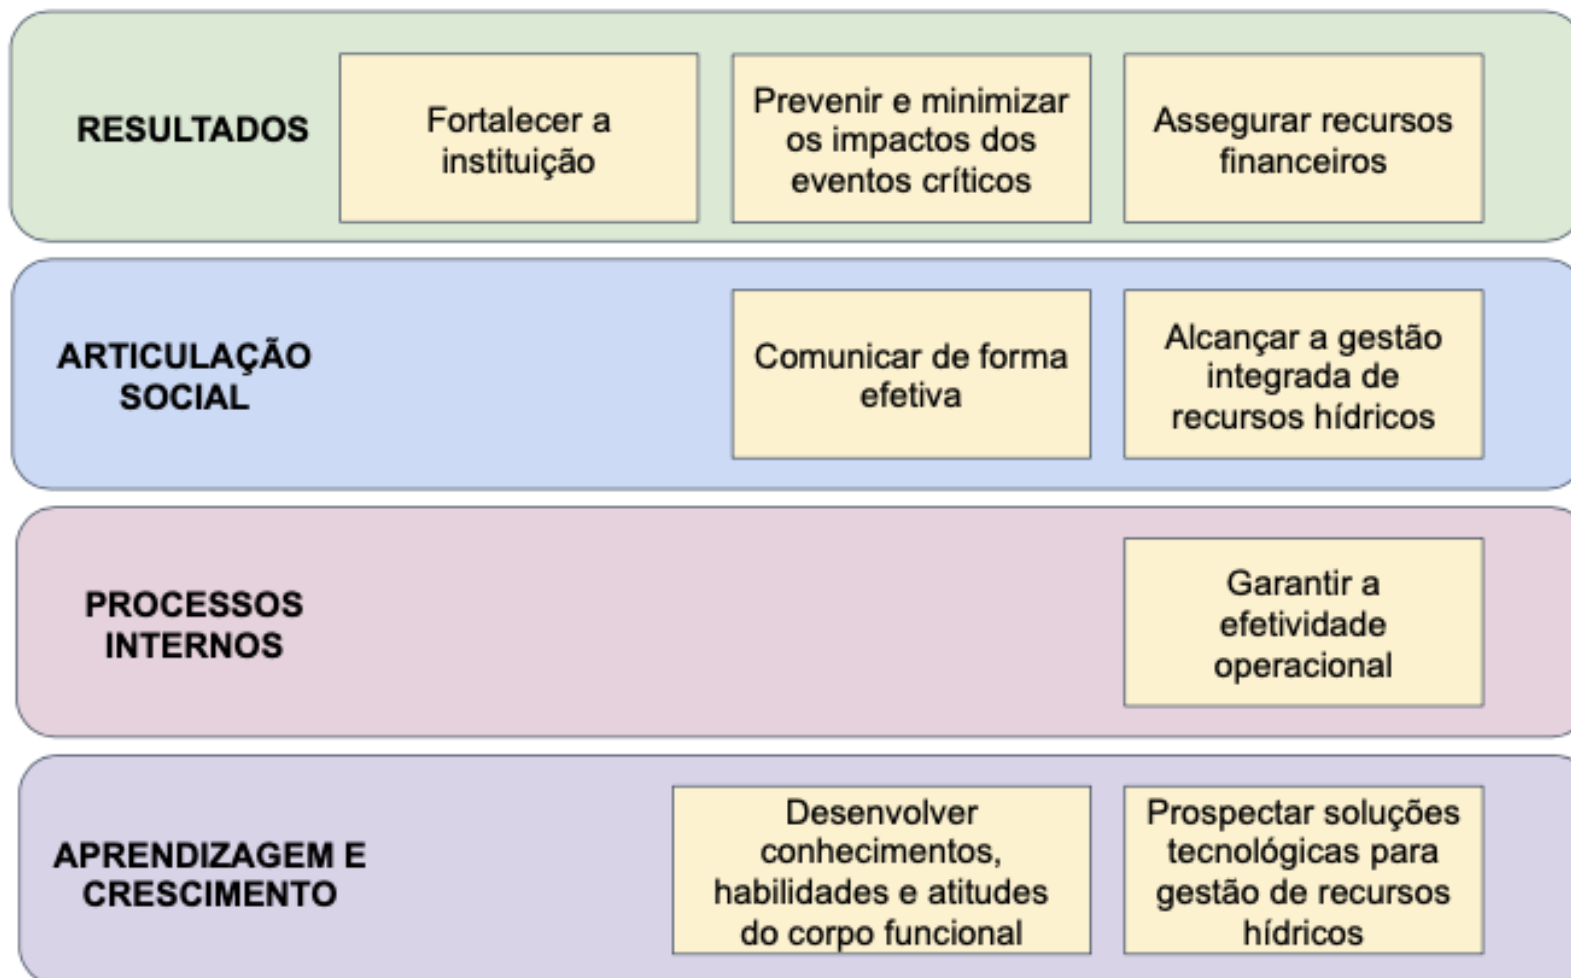 RESULTADOS
Fortalecer a
instituição
Prevenir e minimizar
os impactos dos
eventos críticos
Assegurar recursos
financeiros
ARTICULAÇÃO
SOCIAL
Comunicar de forma
efetiva
Alcançar a gestão
integrada de
recursos hídricos
PROCESSOS
INTERNOS
Garantir a
efetividade
operacional
APRENDIZAGEM E
CRESCIMENTO
Desenvolver
conhecimentos,
habilidades e atitudes
do corpo funcional
Prospectar soluções
tecnológicas para
gestão de recursos
hídricos